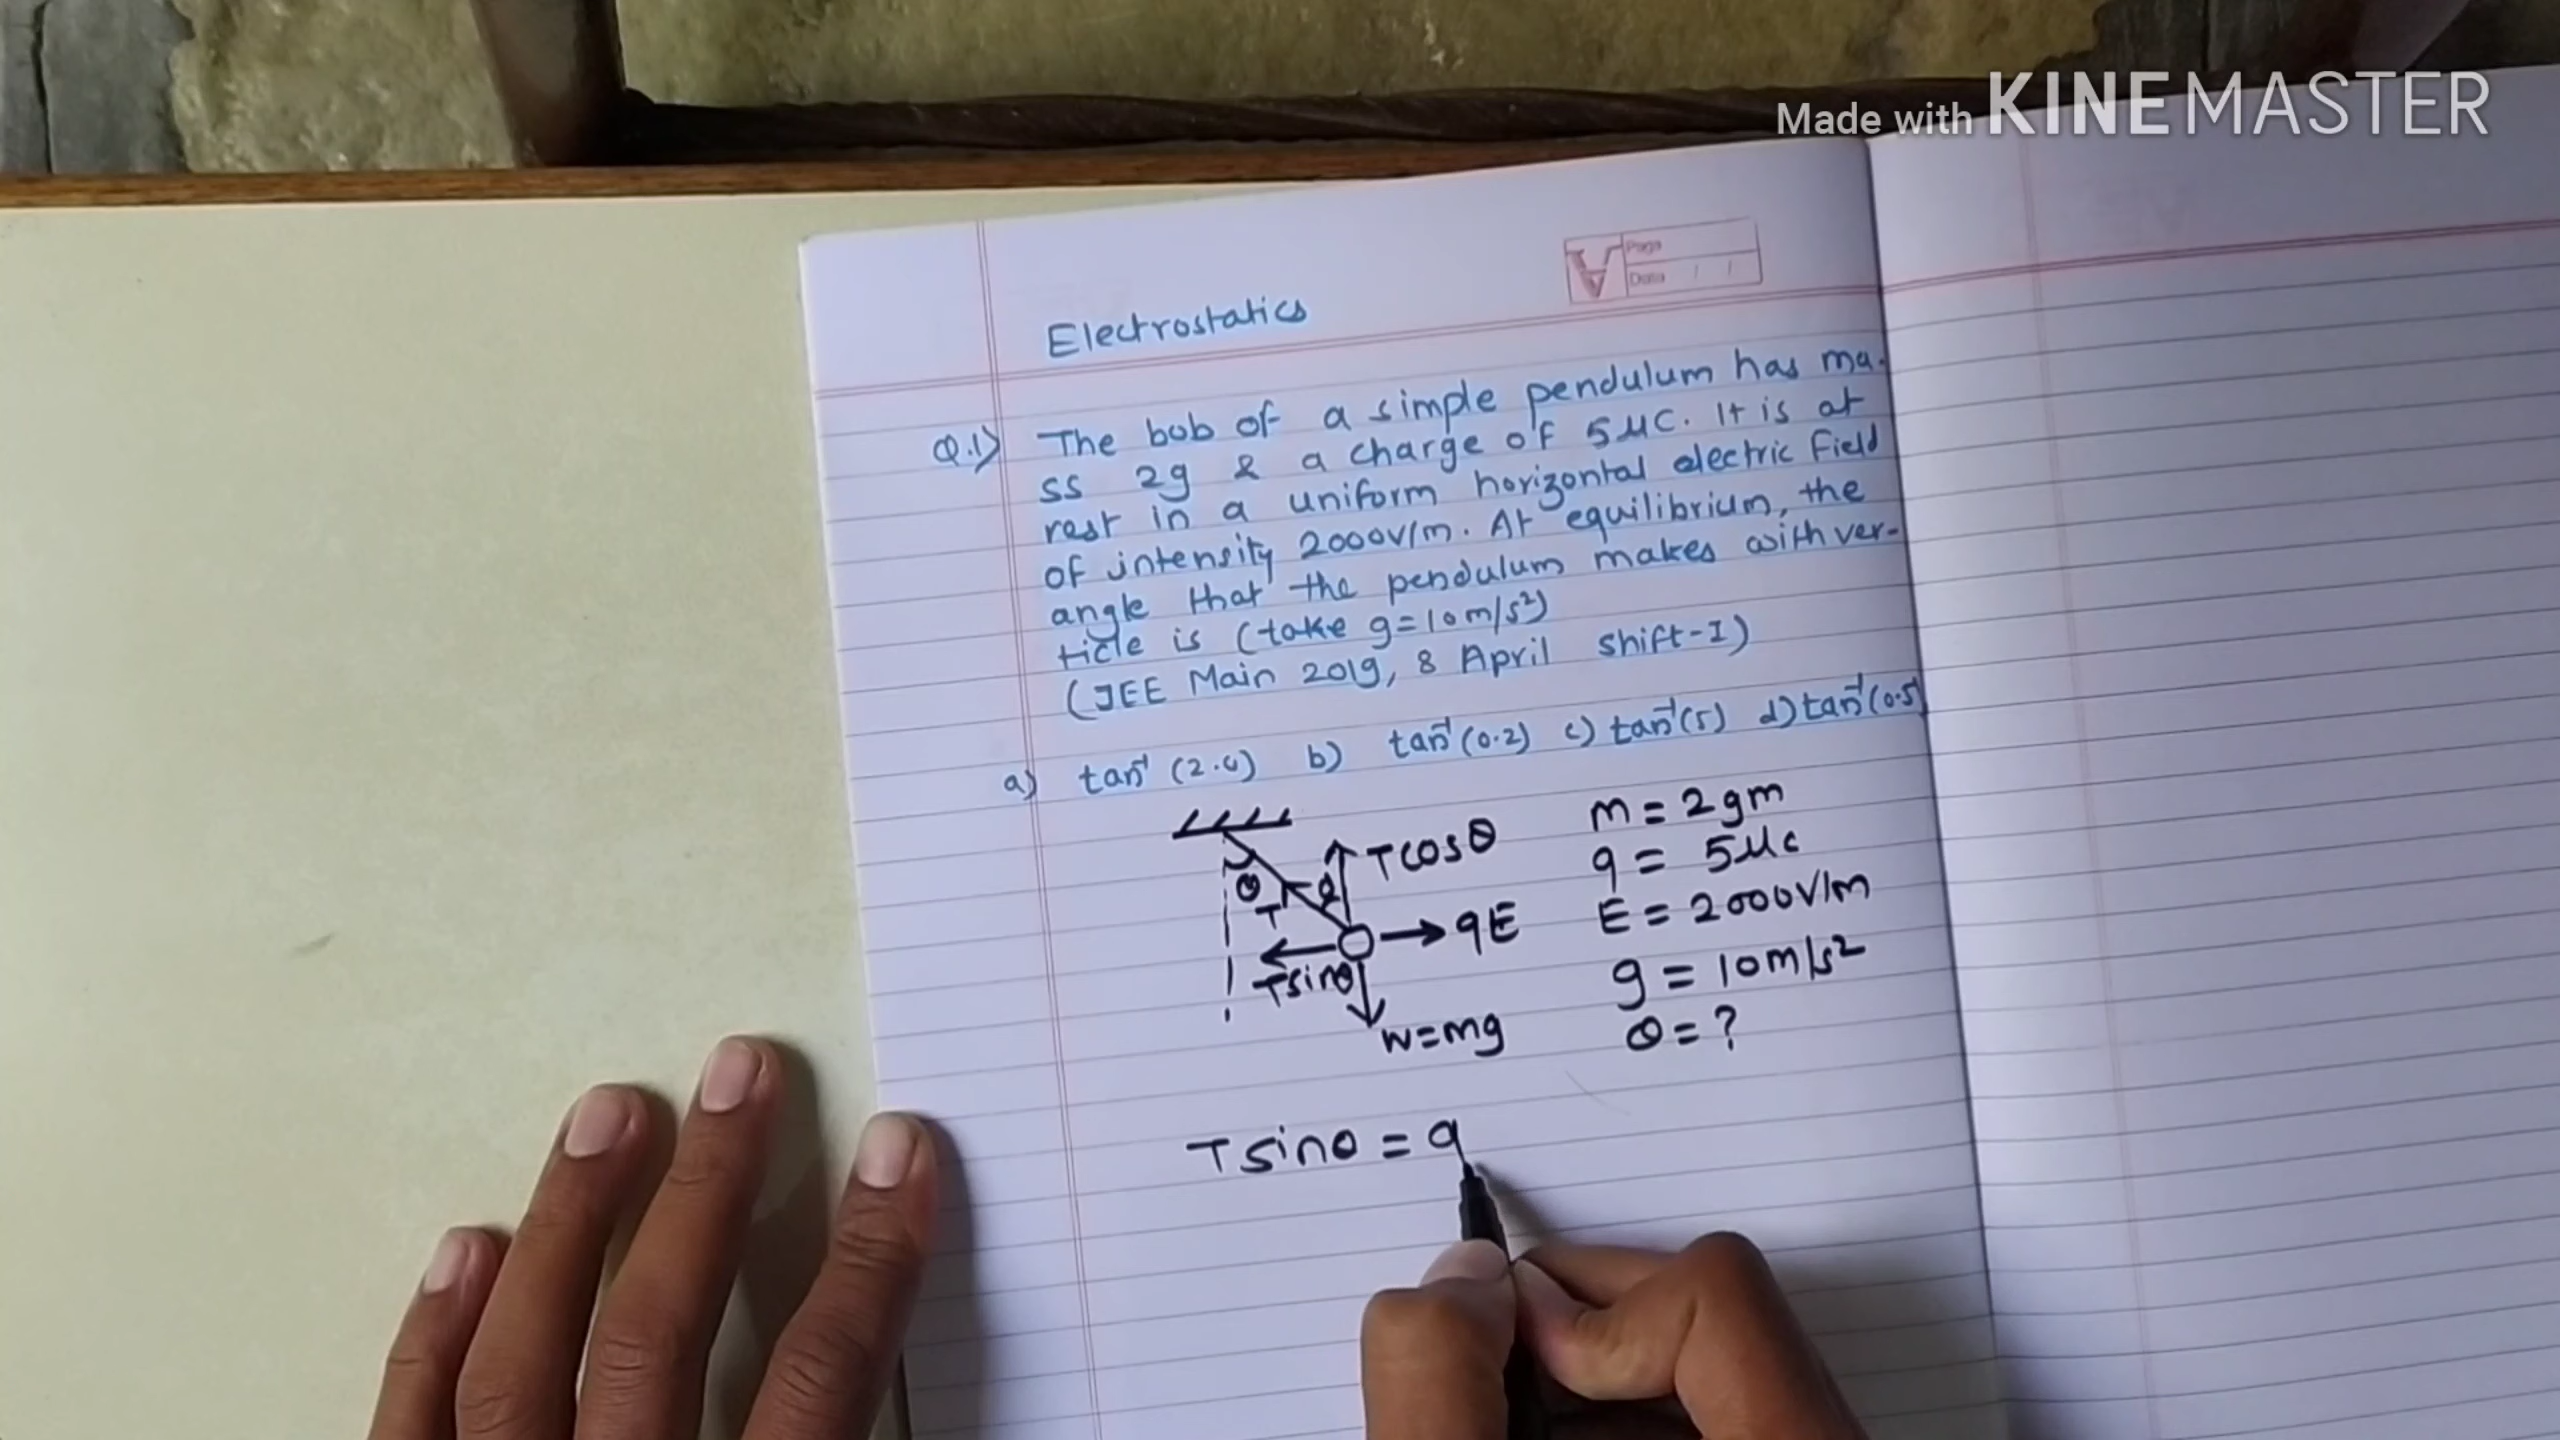 Made with KINEMASTER
Page
Date / /
Electrostatics
Q.1) The bob of a simple pendulum has ma-
ss 2g & a charge of 5μC. It is at
rest in a uniform horizontal electric field
of intensity 2000V/m. At equilibrium, the
angle that the pendulum makes with ver-
ticle is (take g=10m/s²)
(JEE Main 2019, 8 April shift-I)
a) tan⁻¹ (2.0) b) tan⁻¹(0.2) c) tan⁻¹(5) d) tan⁻¹(0.5)
m = 2gm
q = 5μc
E = 2000V/m
g = 10m/s²
θ = ?
Tcosθ
θ
θ
T
qE
Tsinθ
W=mg
Tsinθ = q